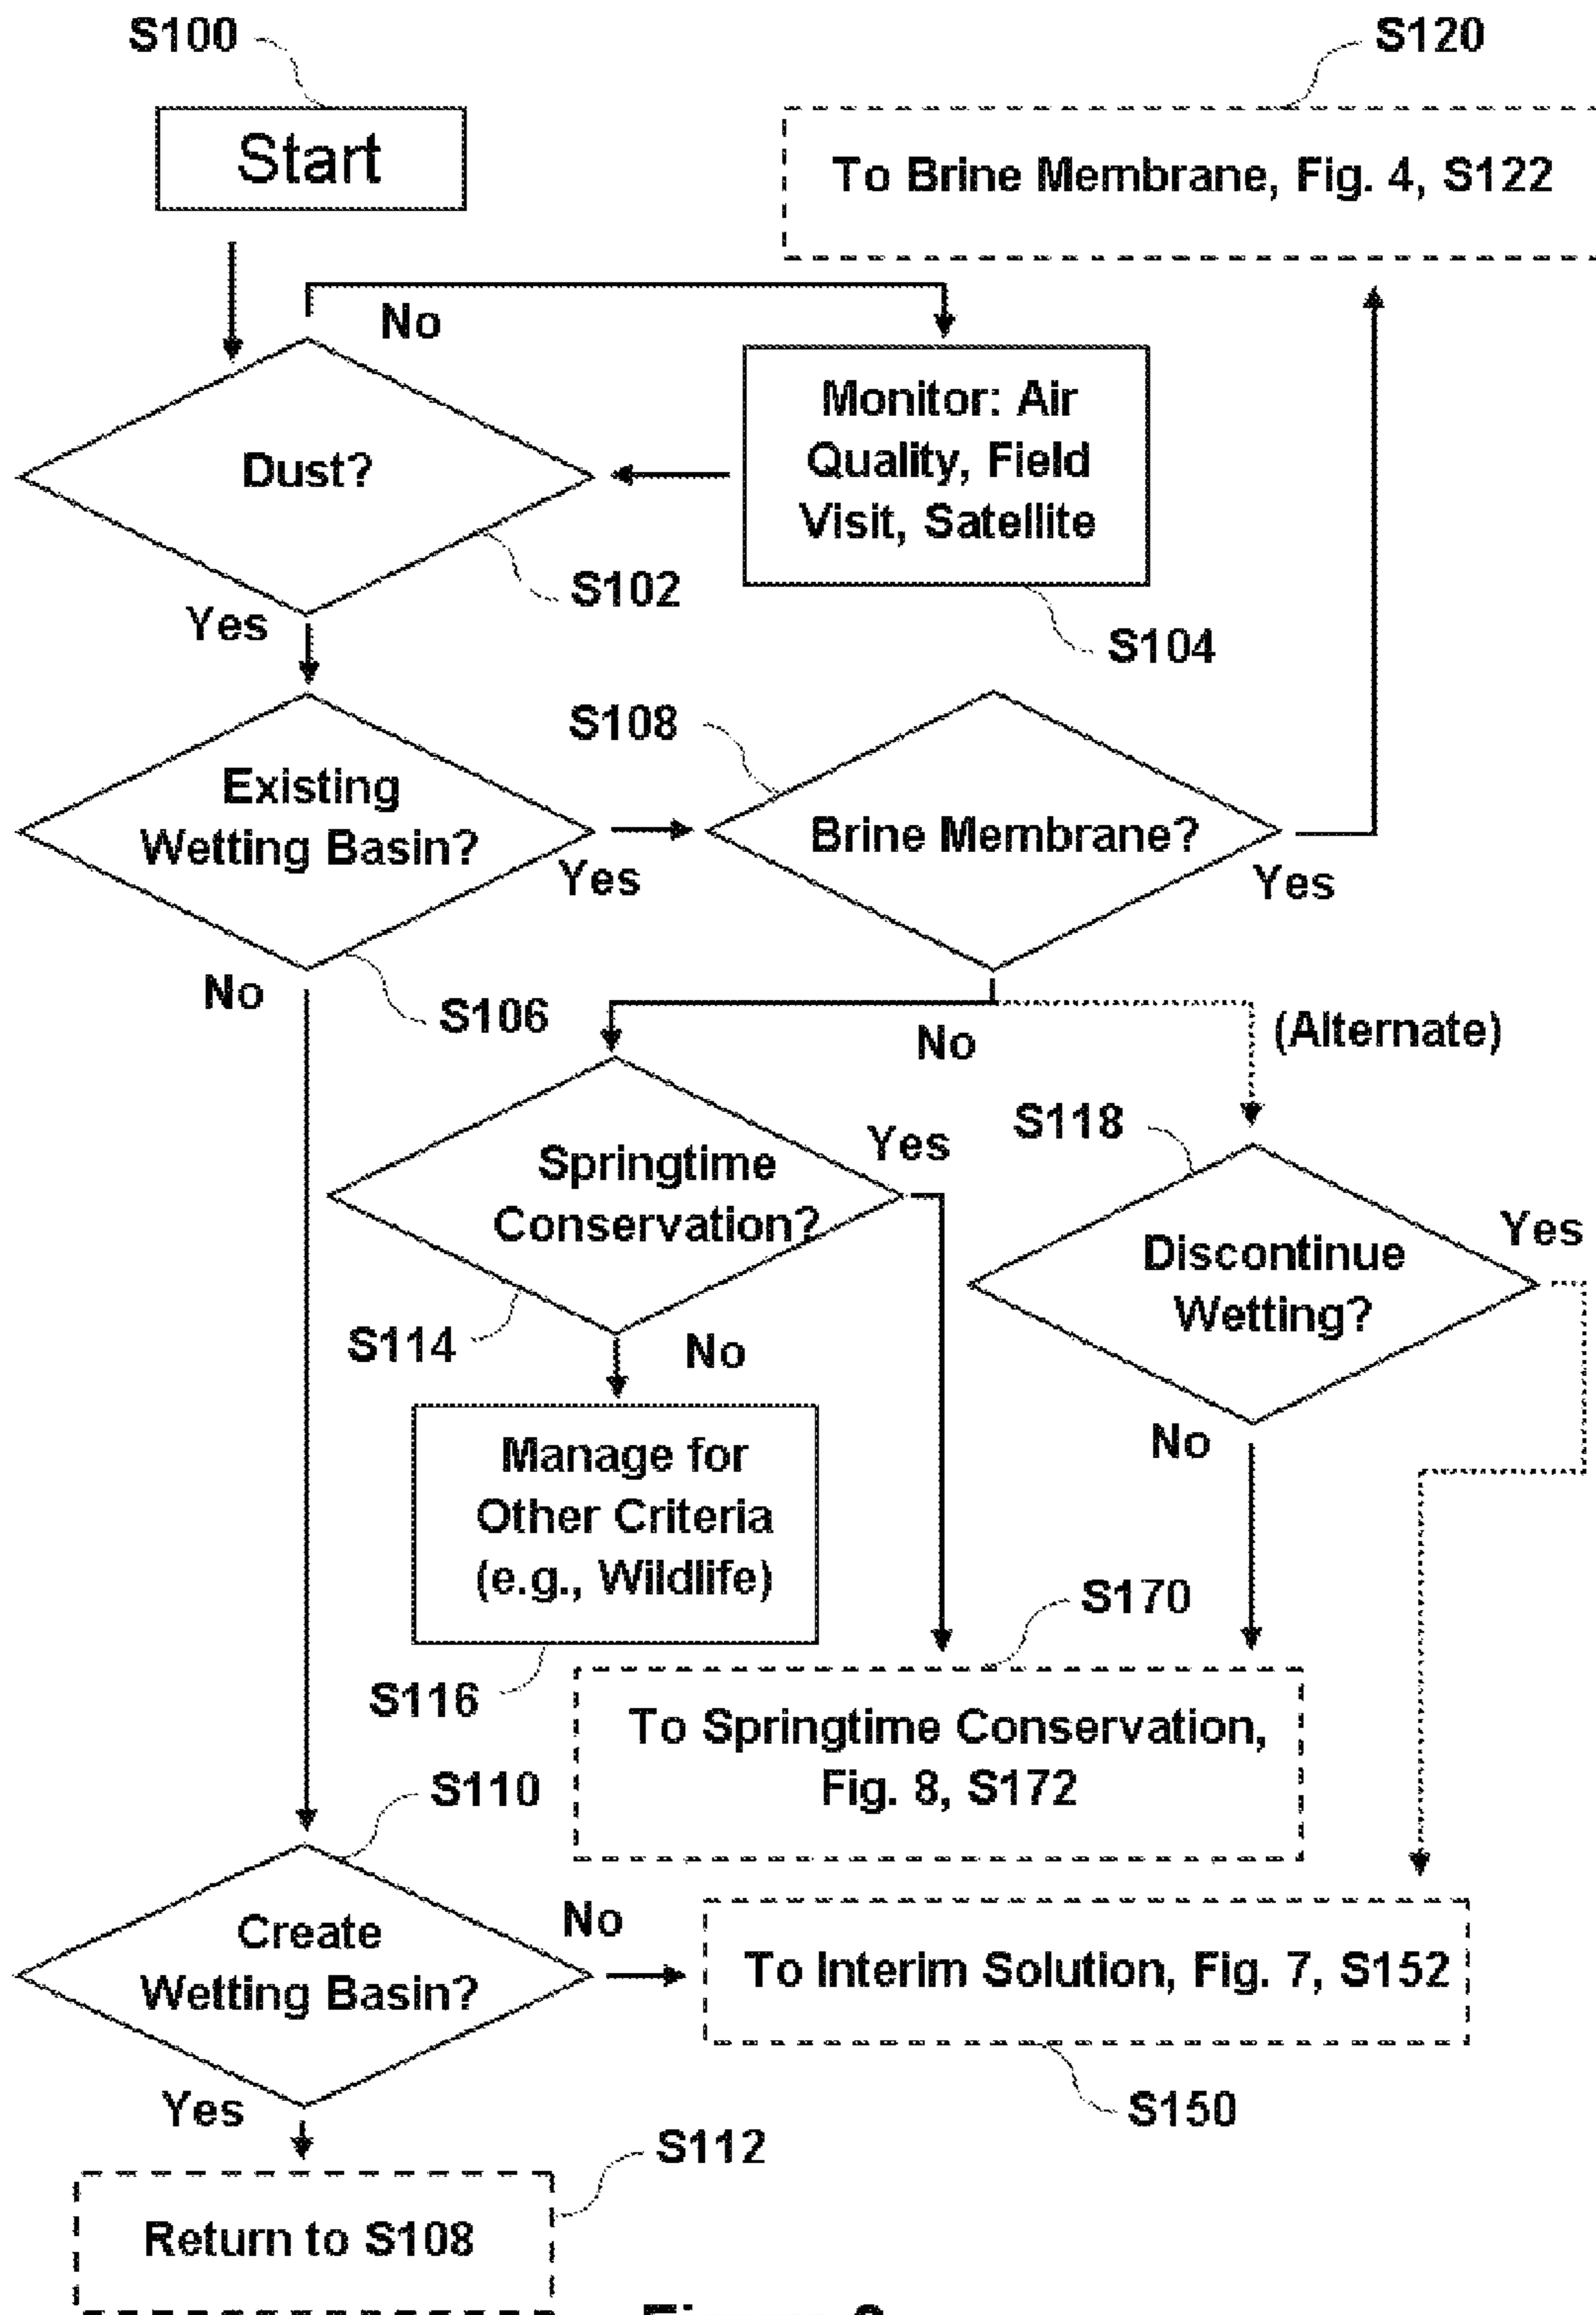 S100
S120
Start
To Brine Membrane, Fig. 4, S122
No
Monitor: Air
Quality, Field
Visit, Satellite
Dust?
S102
Yes
S104
S108
Existing
Wetting Basin?
Yes
Brine Membrane?
Yes
No
S106
No
(Alternate)
S118
Yes
Springtime
Conservation?
Yes
Discontinue
Wetting?
S114
No
No
Manage for
Other Criteria
(e.g., Wildlife)
S170
S116
To Springtime Conservation,
Fig. 8, S172
S110
No
Create
Wetting Basin?
To Interim Solution, Fig. 7, S152
Yes
S150
S112
Return to S108